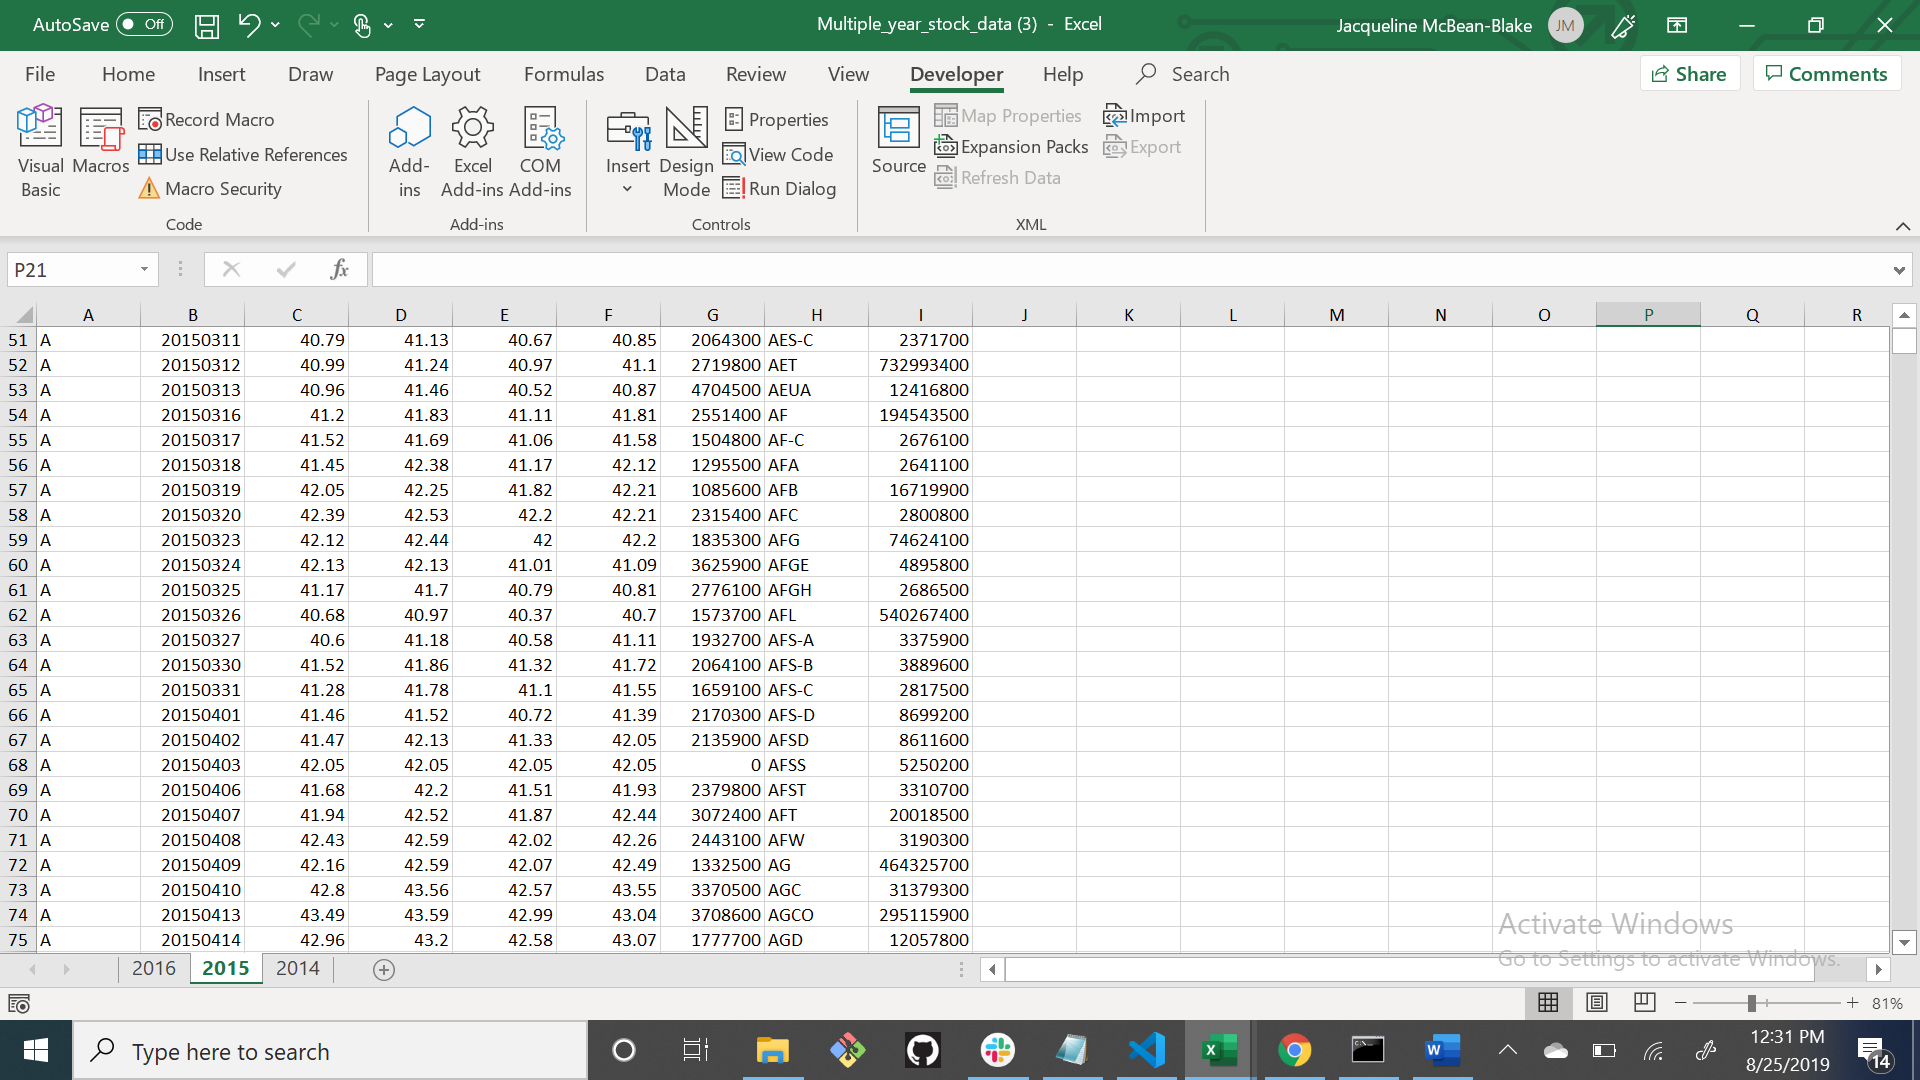 AutoSave Off Multiple_year_stock_data (3) - Excel Jacqueline McBean-Blake JM
File Home Insert Draw Page Layout Formulas Data Review View Developer Help Search Share Comments
Visual Basic Macros Record Macro Use Relative References Macro Security
Add-ins Excel Add-ins COM Add-ins
Insert Design Mode Properties View Code Run Dialog
Source Map Properties Expansion Packs Refresh Data Import Export
Code Add-ins Controls XML
P21 fx
A B C D E F G H I J K L M N O P Q R
51 A 20150311 40.79 41.13 40.67 40.85 2064300 AES-C 2371700
52 A 20150312 40.99 41.24 40.97 41.1 2719800 AET 732993400
53 A 20150313 40.96 41.46 40.52 40.87 4704500 AEUA 12416800
54 A 20150316 41.2 41.83 41.11 41.81 2551400 AF 194543500
55 A 20150317 41.52 41.69 41.06 41.58 1504800 AF-C 2676100
56 A 20150318 41.45 42.38 41.17 42.12 1295500 AFA 2641100
57 A 20150319 42.05 42.25 41.82 42.21 1085600 AFB 16719900
58 A 20150320 42.39 42.53 42.2 42.21 2315400 AFC 2800800
59 A 20150323 42.12 42.44 42 42.2 1835300 AFG 74624100
60 A 20150324 42.13 42.13 41.01 41.09 3625900 AFGE 4895800
61 A 20150325 41.17 41.7 40.79 40.81 2776100 AFGH 2686500
62 A 20150326 40.68 40.97 40.37 40.7 1573700 AFL 540267400
63 A 20150327 40.6 41.18 40.58 41.11 1932700 AFS-A 3375900
64 A 20150330 41.52 41.86 41.32 41.72 2064100 AFS-B 3889600
65 A 20150331 41.28 41.78 41.1 41.55 1659100 AFS-C 2817500
66 A 20150401 41.46 41.52 40.72 41.39 2170300 AFS-D 8699200
67 A 20150402 41.47 42.13 41.33 42.05 2135900 AFSD 8611600
68 A 20150403 42.05 42.05 42.05 42.05 0 AFSS 5250200
69 A 20150406 41.68 42.2 41.51 41.93 2379800 AFST 3310700
70 A 20150407 41.94 42.52 41.87 42.44 3072400 AFT 20018500
71 A 20150408 42.43 42.59 42.02 42.26 2443100 AFW 3190300
72 A 20150409 42.16 42.59 42.07 42.49 1332500 AG 464325700
73 A 20150410 42.8 43.56 42.57 43.55 3370500 AGC 31379300
74 A 20150413 43.49 43.59 42.99 43.04 3708600 AGCO 295115900
75 A 20150414 42.96 43.2 42.58 43.07 1777700 AGD 12057800
Activate Windows
Go to Settings to activate Windows.
2016 2015 2014
81%
Type here to search
12:31 PM
8/25/2019
14